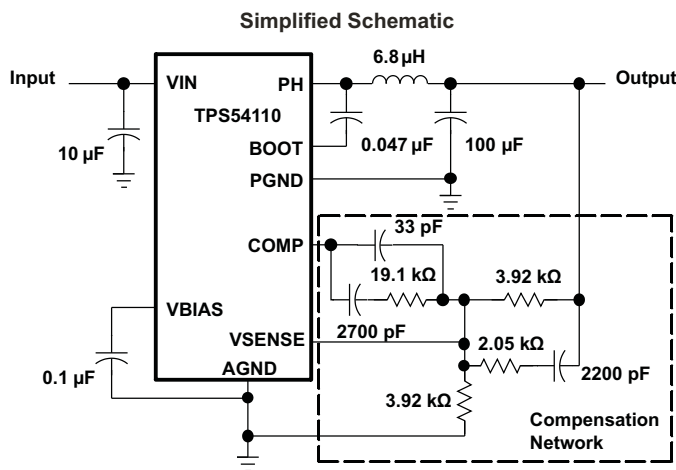 Simplified Schematic
Input
VIN
PH
6.8 µH
Output
TPS54110
10 µF
BOOT
0.047 µF
100 µF
PGND
COMP
33 pF
19.1 kΩ
3.92 kΩ
VBIAS
2700 pF
VSENSE
2.05 kΩ
2200 pF
0.1 µF
AGND
3.92 kΩ
Compensation
Network